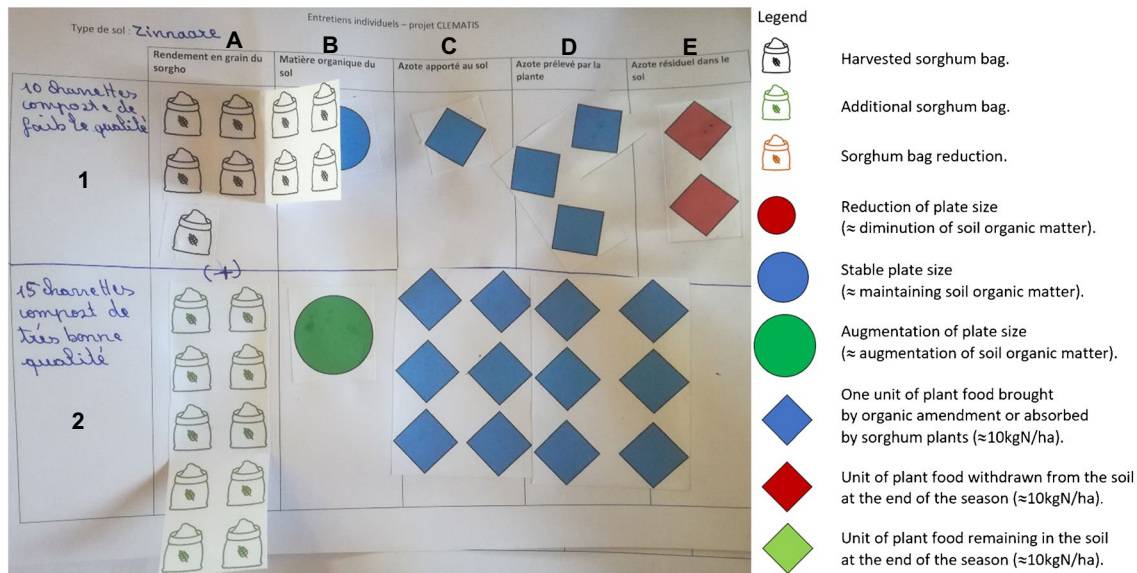 Entretiens individuels – projet CLEMATIS
Type de sol : Zinnaare
A
B
C
D
E
Rendement en grain du
sorgho
Matière organique du
sol
Azote apporté au sol
Azote prélevé par la
plante
Azote résiduel dans le
sol
10 charrettes
composte de
faible qualité
1
(+)
15 charrettes
compost de
très bonne
qualité
2
Legend
Harvested sorghum bag.
Additional sorghum bag.
Sorghum bag reduction.
Reduction of plate size
(≈ diminution of soil organic matter).
Stable plate size
(≈ maintaining soil organic matter).
Augmentation of plate size
(≈ augmentation of soil organic matter).
One unit of plant food brought
by organic amendment or absorbed
by sorghum plants (≈10kgN/ha).
Unit of plant food withdrawn from the soil
at the end of the season (≈10kgN/ha).
Unit of plant food remaining in the soil
at the end of the season (≈10kgN/ha).